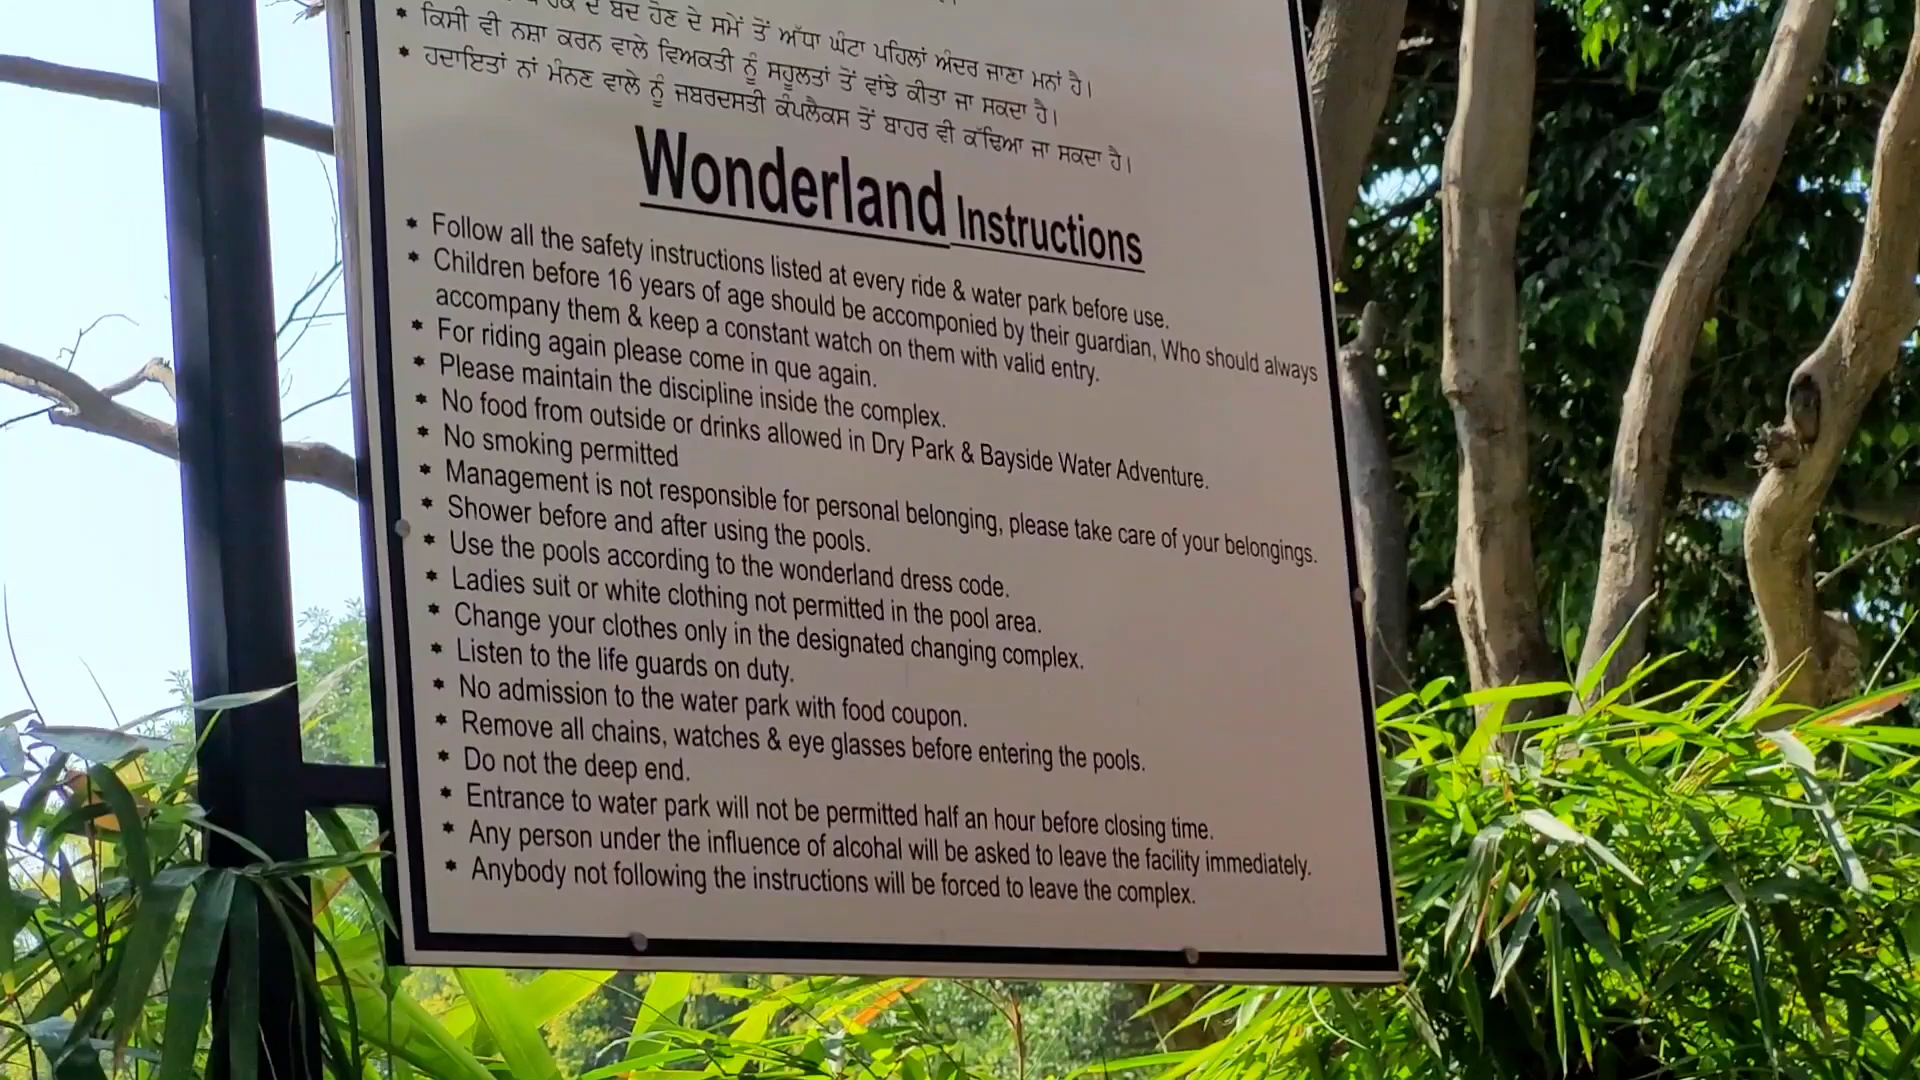 ਦੇ ਬੰਦ ਹੋਣ ਦੇ ਸਮੇਂ ਤੋਂ ਅੱਧਾ ਘੰਟਾ ਪਹਿਲਾਂ ਅੰਦਰ ਜਾਣਾ ਮਨਾਂ ਹੈ।
* ਕਿਸੀ ਵੀ ਨਸ਼ਾ ਕਰਨ ਵਾਲੇ ਵਿਅਕਤੀ ਨੂੰ ਸਹੂਲਤਾਂ ਤੋਂ ਵਾਂਝੇ ਕੀਤਾ ਜਾ ਸਕਦਾ ਹੈ।
* ਹਦਾਇਤਾਂ ਨਾਂ ਮੰਨਣ ਵਾਲੇ ਨੂੰ ਜਬਰਦਸਤੀ ਕੰਪਲੈਕਸ ਤੋਂ ਬਾਹਰ ਵੀ ਕੱਢਿਆ ਜਾ ਸਕਦਾ ਹੈ।
Wonderland Instructions
* Follow all the safety instructions listed at every ride & water park before use.
* Children before 16 years of age should be accomponied by their guardian, Who should always
accompany them & keep a constant watch on them with valid entry.
* For riding again please come in que again.
* Please maintain the discipline inside the complex.
* No food from outside or drinks allowed in Dry Park & Bayside Water Adventure.
* No smoking permitted
* Management is not responsible for personal belonging, please take care of your belongings.
* Shower before and after using the pools.
* Use the pools according to the wonderland dress code.
* Ladies suit or white clothing not permitted in the pool area.
* Change your clothes only in the designated changing complex.
* Listen to the life guards on duty.
* No admission to the water park with food coupon.
* Remove all chains, watches & eye glasses before entering the pools.
* Do not the deep end.
* Entrance to water park will not be permitted half an hour before closing time.
* Any person under the influence of alcohal will be asked to leave the facility immediately.
* Anybody not following the instructions will be forced to leave the complex.